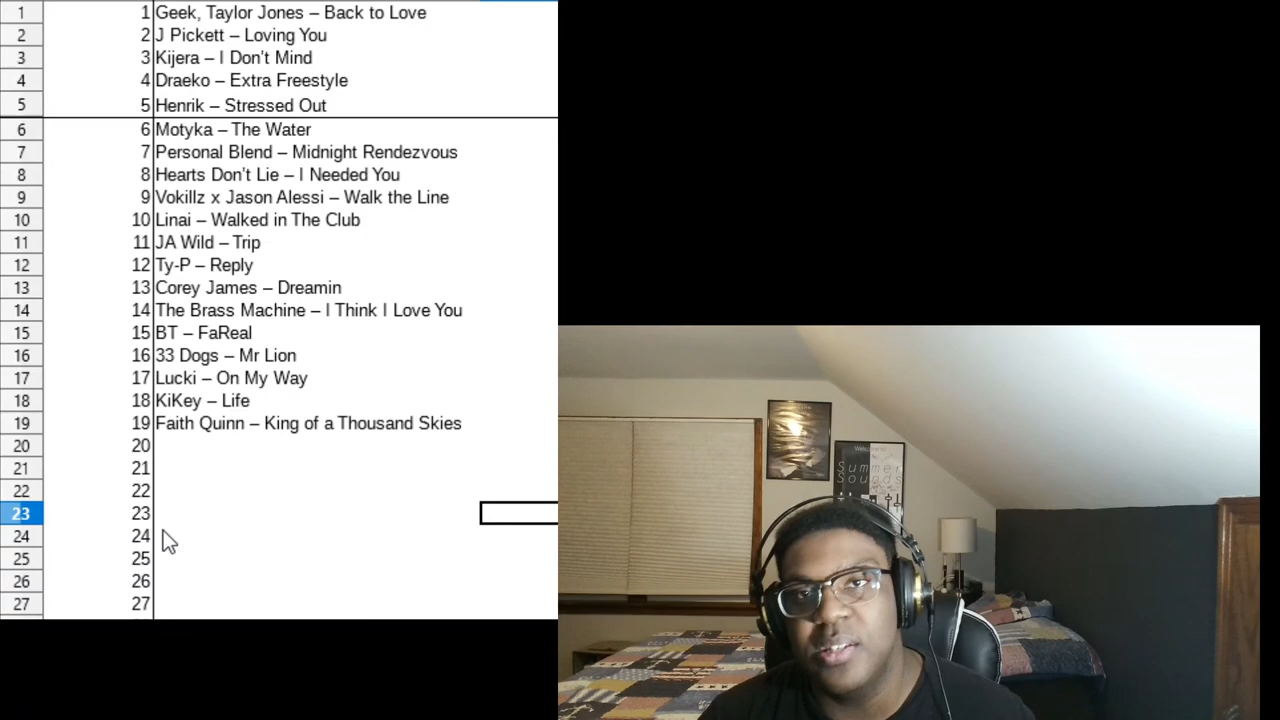 1 1 Geek, Taylor Jones – Back to Love
2 2 J Pickett – Loving You
3 3 Kijera – I Don’t Mind
4 4 Draeko – Extra Freestyle
5 5 Henrik – Stressed Out
6 6 Motyka – The Water
7 7 Personal Blend – Midnight Rendezvous
8 8 Hearts Don’t Lie – I Needed You
9 9 Vokillz x Jason Alessi – Walk the Line
10 10 Linai – Walked in The Club
11 11 JA Wild – Trip
12 12 Ty-P – Reply
13 13 Corey James – Dreamin
14 14 The Brass Machine – I Think I Love You
15 15 BT – FaReal
16 16 33 Dogs – Mr Lion
17 17 Lucki – On My Way
18 18 KiKey – Life
19 19 Faith Quinn – King of a Thousand Skies
20 20
21 21
22 22
23 23
24 24
25 25
26 26
27 27
Summer
Sounds